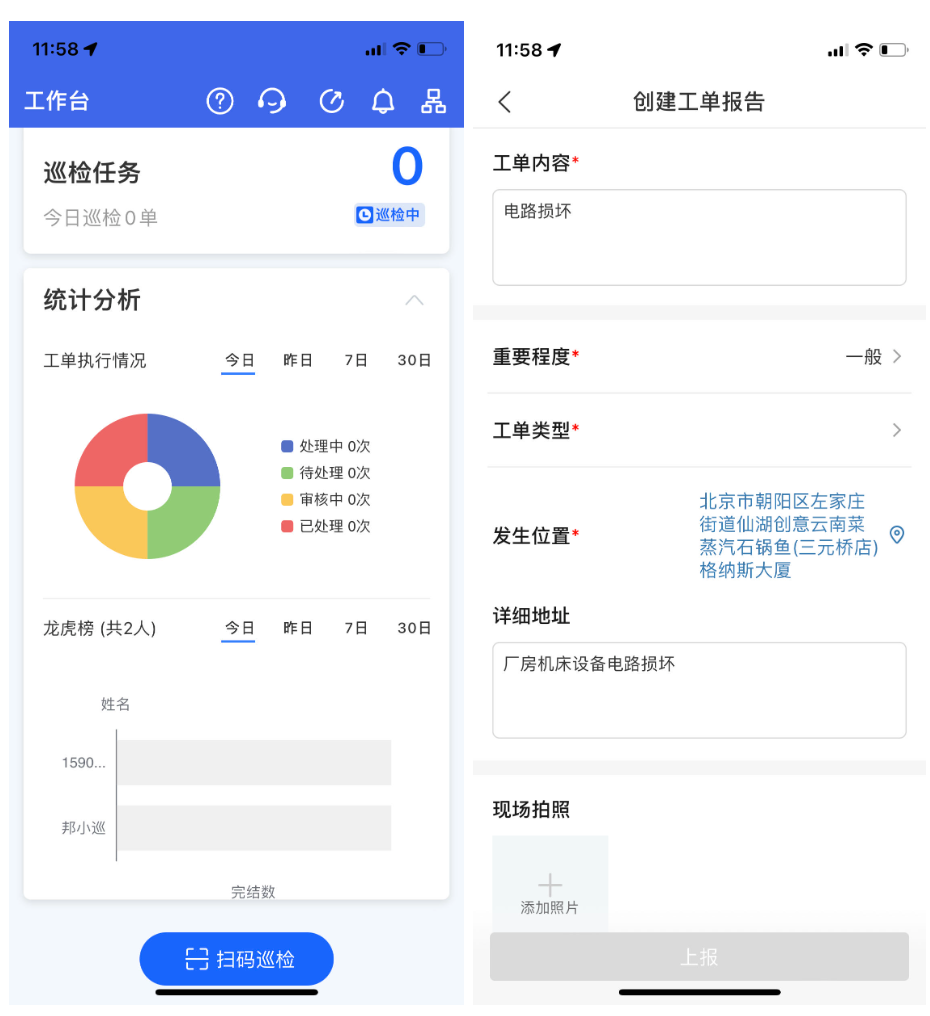 11:58
工作台
巡检任务
0
今日巡检0单
巡检中
统计分析
工单执行情况 今日 昨日 7日 30日
处理中 0次
待处理 0次
审核中 0次
已处理 0次
龙虎榜 (共2人) 今日 昨日 7日 30日
姓名
1590...
邦小巡
完结数
扫码巡检
11:58
创建工单报告
工单内容*
电路损坏
重要程度* 一般
工单类型*
发生位置*
北京市朝阳区左家庄
街道仙湖创意云南菜
蒸汽石锅鱼(三元桥店)
格纳斯大厦
详细地址
厂房机床设备电路损坏
现场拍照
添加照片
上报